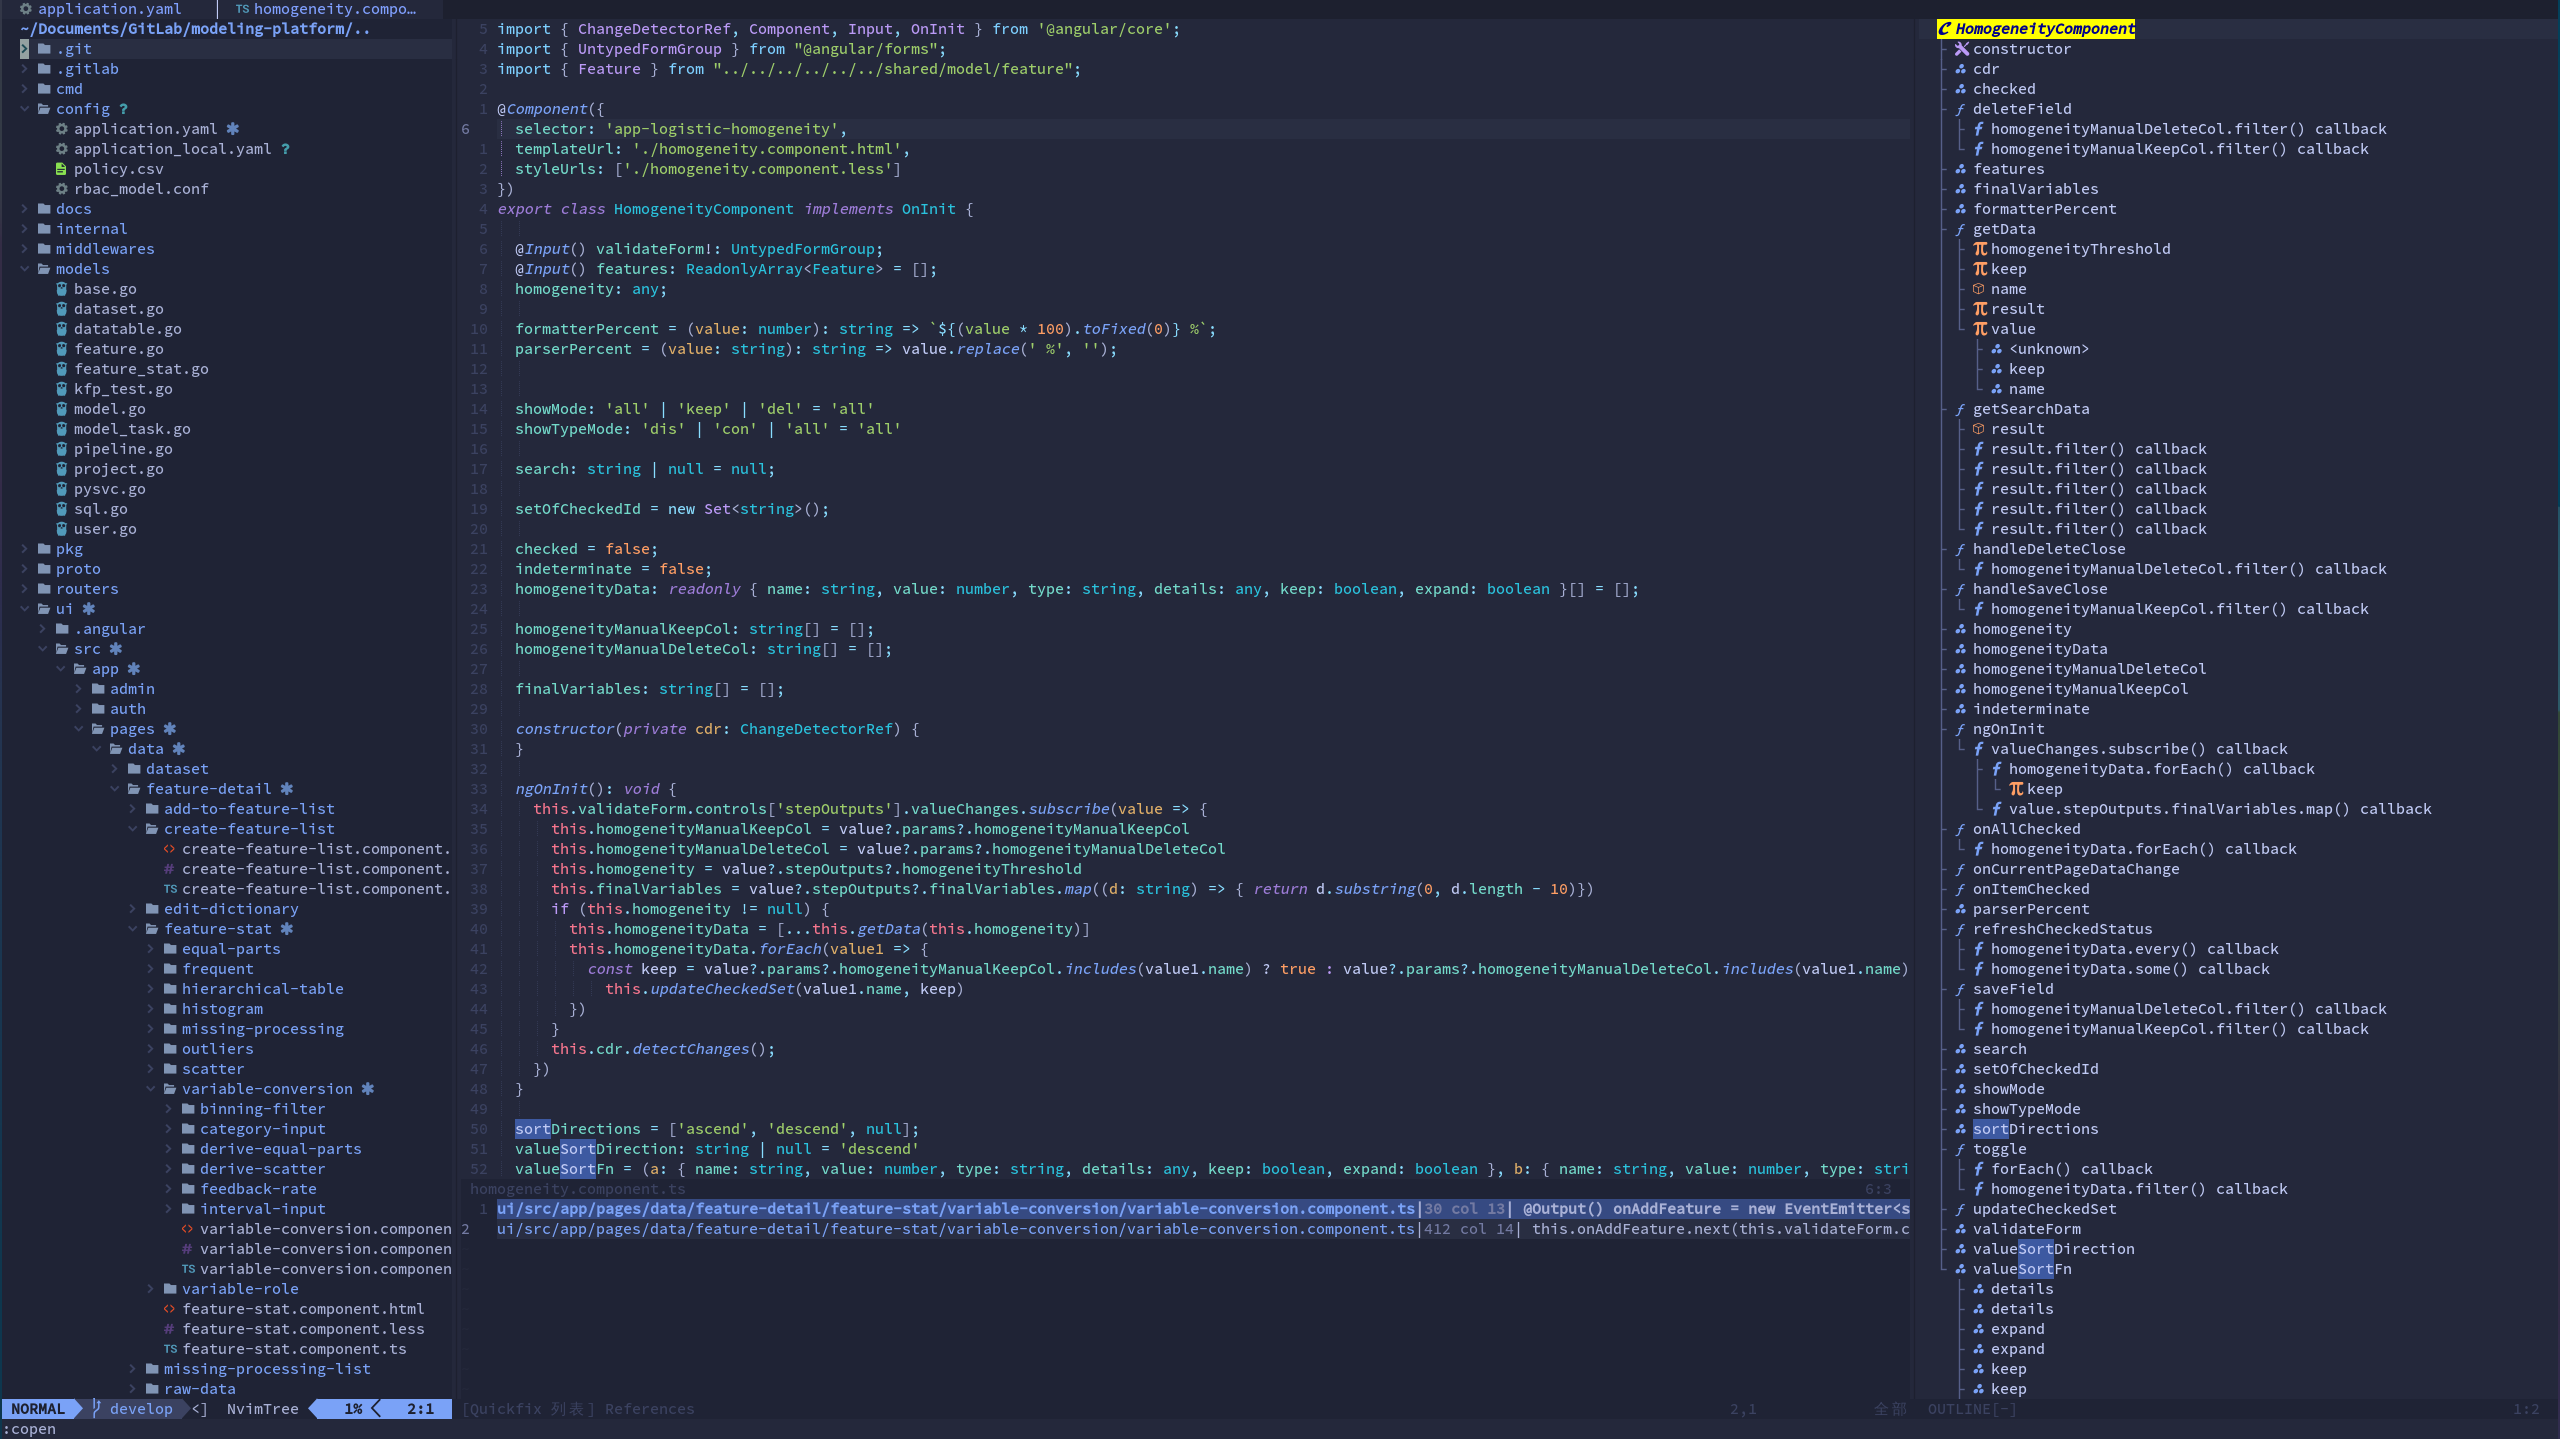 application.yaml
TS homogeneity.compo…
~/Documents/GitLab/modeling-platform/..
.git
.gitlab
cmd
config ?
application.yaml ✱
application_local.yaml ?
policy.csv
rbac_model.conf
docs
internal
middlewares
models
base.go
dataset.go
datatable.go
feature.go
feature_stat.go
kfp_test.go
model.go
model_task.go
pipeline.go
project.go
pysvc.go
sql.go
user.go
pkg
proto
routers
ui ✱
.angular
src ✱
app ✱
admin
auth
pages ✱
data ✱
dataset
feature-detail ✱
add-to-feature-list
create-feature-list
<> create-feature-list.component.
# create-feature-list.component.
TS create-feature-list.component.
edit-dictionary
feature-stat ✱
equal-parts
frequent
hierarchical-table
histogram
missing-processing
outliers
scatter
variable-conversion ✱
binning-filter
category-input
derive-equal-parts
derive-scatter
feedback-rate
interval-input
<> variable-conversion.componen
# variable-conversion.componen
TS variable-conversion.componen
variable-role
<> feature-stat.component.html
# feature-stat.component.less
TS feature-stat.component.ts
missing-processing-list
raw-data
NORMAL develop <] NvimTree 1% 2:1
:copen
5 import { ChangeDetectorRef, Component, Input, OnInit } from '@angular/core';
4 import { UntypedFormGroup } from "@angular/forms";
3 import { Feature } from "../../../../../../shared/model/feature";
2
1 @Component({
6 selector: 'app-logistic-homogeneity',
1 templateUrl: './homogeneity.component.html',
2 styleUrls: ['./homogeneity.component.less']
3 })
4 export class HomogeneityComponent implements OnInit {
5
6 @Input() validateForm!: UntypedFormGroup;
7 @Input() features: ReadonlyArray<Feature> = [];
8 homogeneity: any;
9
10 formatterPercent = (value: number): string => `${(value * 100).toFixed(0)} %`;
11 parserPercent = (value: string): string => value.replace(' %', '');
12
13
14 showMode: 'all' | 'keep' | 'del' = 'all'
15 showTypeMode: 'dis' | 'con' | 'all' = 'all'
16
17 search: string | null = null;
18
19 setOfCheckedId = new Set<string>();
20
21 checked = false;
22 indeterminate = false;
23 homogeneityData: readonly { name: string, value: number, type: string, details: any, keep: boolean, expand: boolean }[] = [];
24
25 homogeneityManualKeepCol: string[] = [];
26 homogeneityManualDeleteCol: string[] = [];
27
28 finalVariables: string[] = [];
29
30 constructor(private cdr: ChangeDetectorRef) {
31 }
32
33 ngOnInit(): void {
34 this.validateForm.controls['stepOutputs'].valueChanges.subscribe(value => {
35 this.homogeneityManualKeepCol = value?.params?.homogeneityManualKeepCol
36 this.homogeneityManualDeleteCol = value?.params?.homogeneityManualDeleteCol
37 this.homogeneity = value?.stepOutputs?.homogeneityThreshold
38 this.finalVariables = value?.stepOutputs?.finalVariables.map((d: string) => { return d.substring(0, d.length - 10)})
39 if (this.homogeneity != null) {
40 this.homogeneityData = [...this.getData(this.homogeneity)]
41 this.homogeneityData.forEach(value1 => {
42 const keep = value?.params?.homogeneityManualKeepCol.includes(value1.name) ? true : value?.params?.homogeneityManualDeleteCol.includes(value1.name)
43 this.updateCheckedSet(value1.name, keep)
44 })
45 }
46 this.cdr.detectChanges();
47 })
48 }
49
50 sortDirections = ['ascend', 'descend', null];
51 valueSortDirection: string | null = 'descend'
52 valueSortFn = (a: { name: string, value: number, type: string, details: any, keep: boolean, expand: boolean }, b: { name: string, value: number, type: stri
homogeneity.component.ts 6:3
1 ui/src/app/pages/data/feature-detail/feature-stat/variable-conversion/variable-conversion.component.ts|30 col 13| @Output() onAddFeature = new EventEmitter<s
2 ui/src/app/pages/data/feature-detail/feature-stat/variable-conversion/variable-conversion.component.ts|412 col 14| this.onAddFeature.next(this.validateForm.c
[Quickfix 列表] References 2,1 全部
HomogeneityComponent
constructor
cdr
checked
deleteField
homogeneityManualDeleteCol.filter() callback
homogeneityManualKeepCol.filter() callback
features
finalVariables
formatterPercent
getData
homogeneityThreshold
keep
name
result
value
<unknown>
keep
name
getSearchData
result
result.filter() callback
result.filter() callback
result.filter() callback
result.filter() callback
result.filter() callback
handleDeleteClose
homogeneityManualDeleteCol.filter() callback
handleSaveClose
homogeneityManualKeepCol.filter() callback
homogeneity
homogeneityData
homogeneityManualDeleteCol
homogeneityManualKeepCol
indeterminate
ngOnInit
valueChanges.subscribe() callback
homogeneityData.forEach() callback
keep
value.stepOutputs.finalVariables.map() callback
onAllChecked
homogeneityData.forEach() callback
onCurrentPageDataChange
onItemChecked
parserPercent
refreshCheckedStatus
homogeneityData.every() callback
homogeneityData.some() callback
saveField
homogeneityManualDeleteCol.filter() callback
homogeneityManualKeepCol.filter() callback
search
setOfCheckedId
showMode
showTypeMode
sortDirections
toggle
forEach() callback
homogeneityData.filter() callback
updateCheckedSet
validateForm
valueSortDirection
valueSortFn
details
details
expand
expand
keep
keep
OUTLINE[-] 1:2